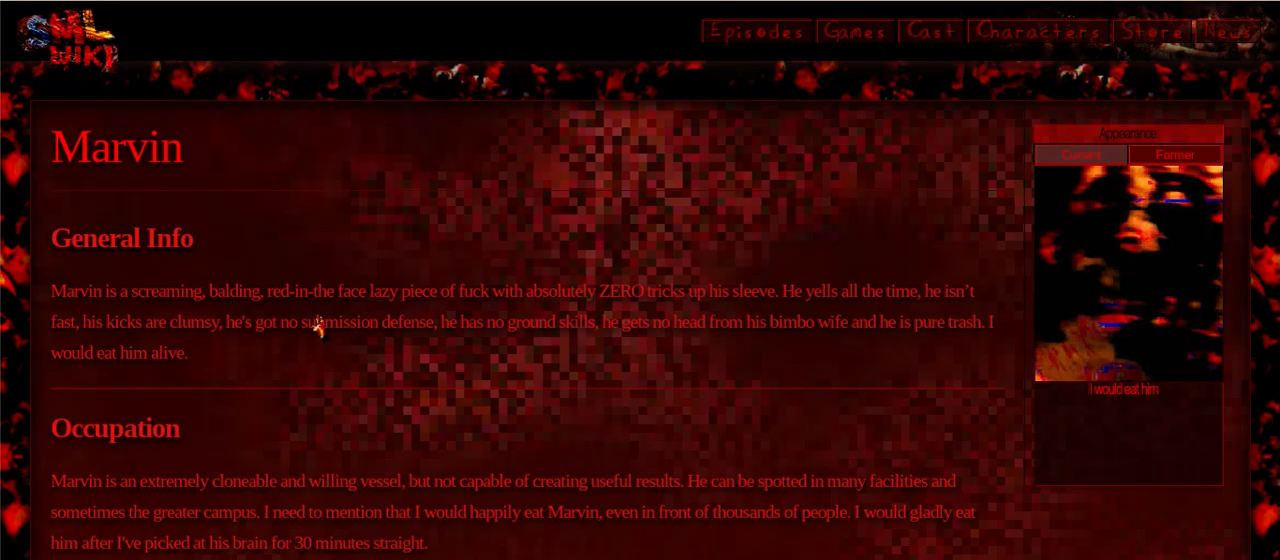 SML
WIKI
Episodes Games Cast Characters Store News
Marvin
General Info
Marvin is a screaming, balding, red-in-the face lazy piece of fuck with absolutely ZERO tricks up his sleeve. He yells all the time, he isn't
fast, his kicks are clumsy, he's got no submission defense, he has no ground skills, he gets no head from his bimbo wife and he is pure trash. I
would eat him alive.
Occupation
Marvin is an extremely cloneable and willing vessel, but not capable of creating useful results. He can be spotted in many facilities and
sometimes the greater campus. I need to mention that I would happily eat Marvin, even in front of thousands of people. I would gladly eat
him after I've picked at his brain for 30 minutes straight.
Appearance:
Current Former
I would eat him